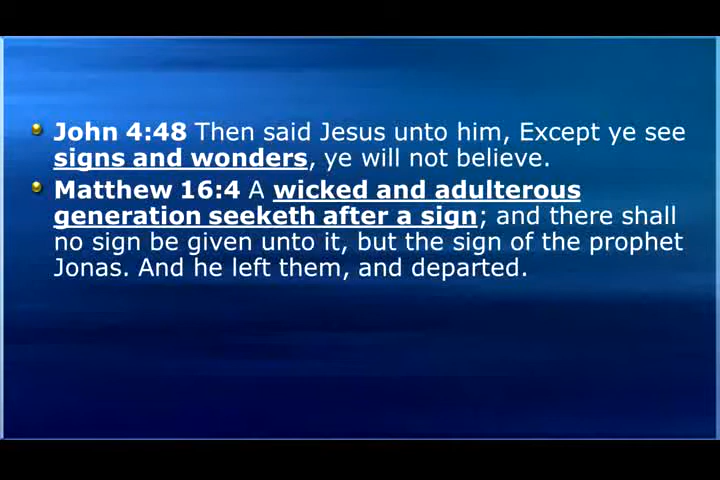 John 4:48 Then said Jesus unto him, Except ye see
signs and wonders, ye will not believe.
Matthew 16:4 A wicked and adulterous
generation seeketh after a sign; and there shall
no sign be given unto it, but the sign of the prophet
Jonas. And he left them, and departed.